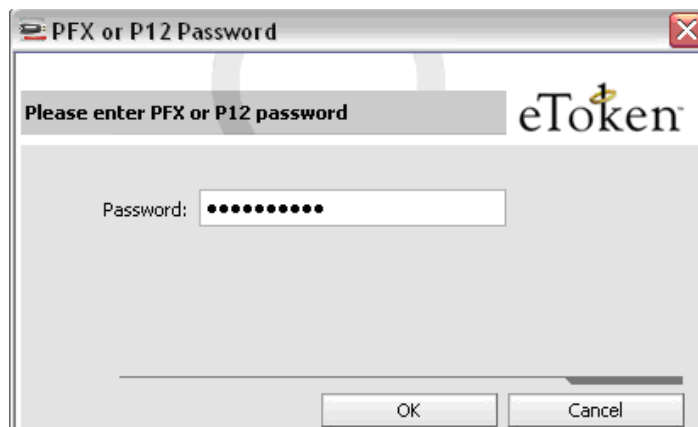 PFX or P12 Password
Please enter PFX or P12 password
eToken
Password: ●●●●●●●●●●
OK
Cancel